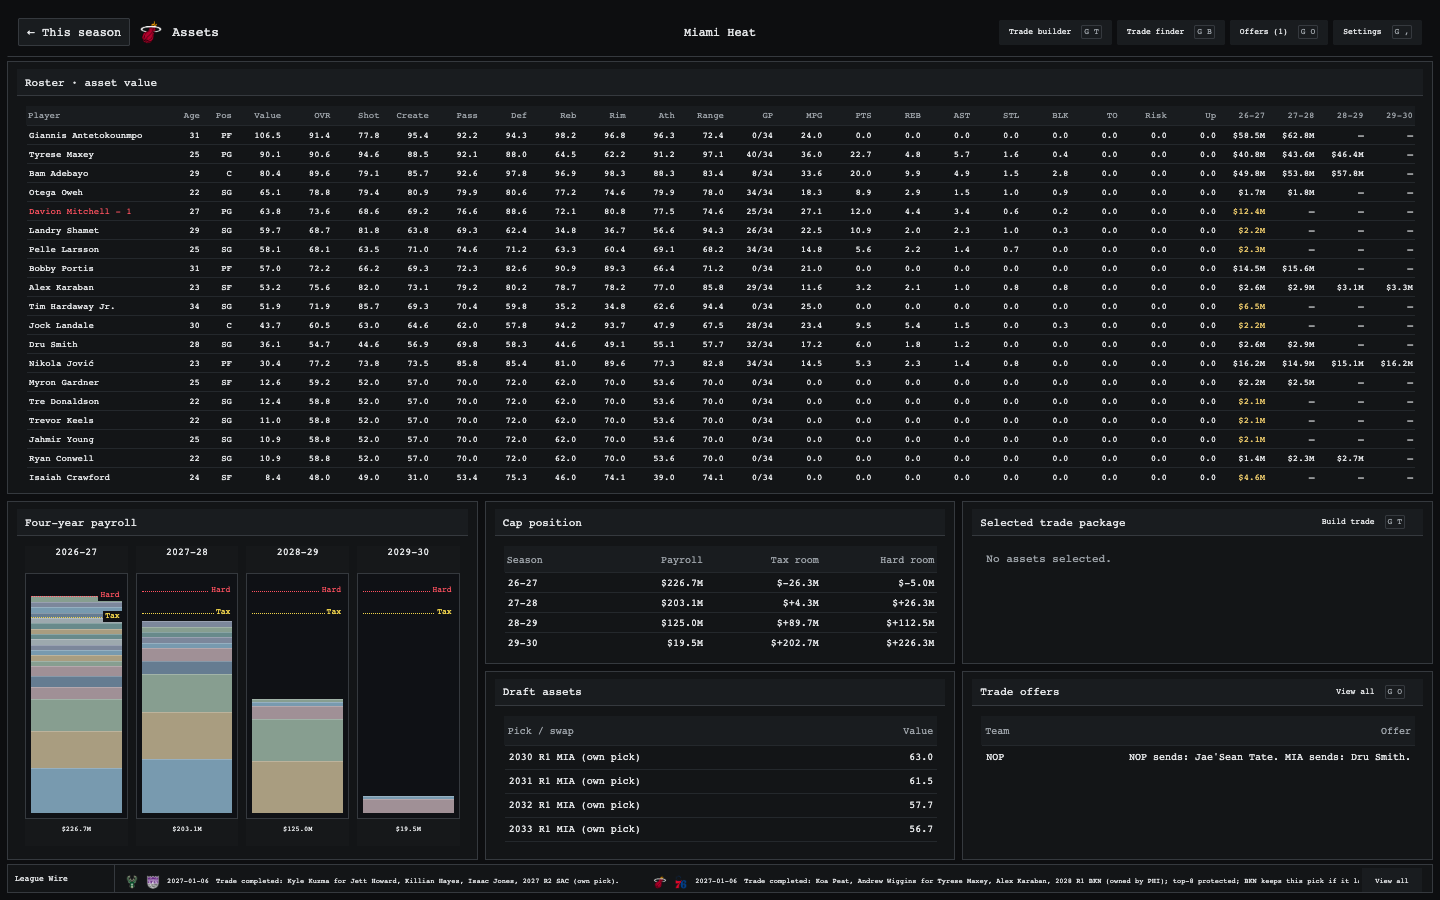 ← This season Assets Miami Heat Trade builder G T Trade finder G B Offers (1) G O Settings G ,
Roster · asset value
Player Age Pos Value OVR Shot Create Pass Def Reb Rim Ath Range GP MPG PTS REB AST STL BLK TO Risk Up 26-27 27-28 28-29 29-30
Giannis Antetokounmpo 31 PF 106.5 91.4 77.8 95.4 92.2 94.3 98.2 96.8 96.3 72.4 0/34 24.0 0.0 0.0 0.0 0.0 0.0 0.0 0.0 0.0 $58.5M $62.8M — —
Tyrese Maxey 25 PG 90.1 90.6 94.6 88.5 92.1 88.0 64.5 62.2 91.2 97.1 40/34 36.0 22.7 4.8 5.7 1.6 0.4 0.0 0.0 0.0 $40.8M $43.6M $46.4M —
Bam Adebayo 29 C 80.4 89.6 79.1 85.7 92.6 97.8 96.9 98.3 88.3 83.4 8/34 33.6 20.0 9.9 4.9 1.5 2.8 0.0 0.0 0.0 $49.8M $53.8M $57.8M —
Otega Oweh 22 SG 65.1 78.8 79.4 80.9 79.9 80.6 77.2 74.6 79.9 78.0 34/34 18.3 8.9 2.9 1.5 1.0 0.9 0.0 0.0 0.0 $1.7M $1.8M — —
Davion Mitchell - 1 27 PG 63.8 73.6 68.6 69.2 76.6 88.6 72.1 80.8 77.5 74.6 25/34 27.1 12.0 4.4 3.4 0.6 0.2 0.0 0.0 0.0 $12.4M — — —
Landry Shamet 29 SG 59.7 68.7 81.8 63.8 69.3 62.4 34.8 36.7 56.6 94.3 26/34 22.5 10.9 2.0 2.3 1.0 0.3 0.0 0.0 0.0 $2.2M — — —
Pelle Larsson 25 SG 58.1 68.1 63.5 71.0 74.6 71.2 63.3 60.4 69.1 68.2 34/34 14.8 5.6 2.2 1.4 0.7 0.0 0.0 0.0 0.0 $2.3M — — —
Bobby Portis 31 PF 57.0 72.2 66.2 69.3 72.3 82.6 90.9 89.3 66.4 71.2 0/34 21.0 0.0 0.0 0.0 0.0 0.0 0.0 0.0 0.0 $14.5M $15.6M — —
Alex Karaban 23 SF 53.2 75.6 82.0 73.1 79.2 80.2 78.7 78.2 77.0 85.8 29/34 11.6 3.2 2.1 1.0 0.8 0.8 0.0 0.0 0.0 $2.6M $2.9M $3.1M $3.3M
Tim Hardaway Jr. 34 SG 51.9 71.9 85.7 69.3 70.4 59.8 35.2 34.8 62.6 94.4 0/34 25.0 0.0 0.0 0.0 0.0 0.0 0.0 0.0 0.0 $6.5M — — —
Jock Landale 30 C 43.7 60.5 63.0 64.6 62.0 57.8 94.2 93.7 47.9 67.5 28/34 23.4 9.5 5.4 1.5 0.0 0.3 0.0 0.0 0.0 $2.2M — — —
Dru Smith 28 SG 36.1 54.7 44.6 56.9 69.8 58.3 44.6 49.1 55.1 57.7 32/34 17.2 6.0 1.8 1.2 0.0 0.0 0.0 0.0 0.0 $2.6M $2.9M — —
Nikola Jović 23 PF 30.4 77.2 73.8 73.5 85.8 85.4 81.0 89.6 77.3 82.8 34/34 14.5 5.3 2.3 1.4 0.8 0.0 0.0 0.0 0.0 $16.2M $14.9M $15.1M $16.2M
Myron Gardner 25 SF 12.6 59.2 52.0 57.0 70.0 72.0 62.0 70.0 53.6 70.0 0/34 0.0 0.0 0.0 0.0 0.0 0.0 0.0 0.0 0.0 $2.2M $2.5M — —
Tre Donaldson 22 SG 12.4 58.8 52.0 57.0 70.0 72.0 62.0 70.0 53.6 70.0 0/34 0.0 0.0 0.0 0.0 0.0 0.0 0.0 0.0 0.0 $2.1M — — —
Trevor Keels 22 SG 11.0 58.8 52.0 57.0 70.0 72.0 62.0 70.0 53.6 70.0 0/34 0.0 0.0 0.0 0.0 0.0 0.0 0.0 0.0 0.0 $2.1M — — —
Jahmir Young 25 SG 10.9 58.8 52.0 57.0 70.0 72.0 62.0 70.0 53.6 70.0 0/34 0.0 0.0 0.0 0.0 0.0 0.0 0.0 0.0 0.0 $2.1M — — —
Ryan Conwell 22 SG 10.9 58.8 52.0 57.0 70.0 72.0 62.0 70.0 53.6 70.0 0/34 0.0 0.0 0.0 0.0 0.0 0.0 0.0 0.0 0.0 $1.4M $2.3M $2.7M —
Isaiah Crawford 24 SF 8.4 48.0 49.0 31.0 53.4 75.3 46.0 74.1 39.0 74.1 0/34 0.0 0.0 0.0 0.0 0.0 0.0 0.0 0.0 0.0 $4.6M — — —
Four-year payroll
2026-27 2027-28 2028-29 2029-30
Hard Hard Hard Hard
Tax Tax Tax Tax
$226.7M $203.1M $125.0M $19.5M
Cap position
Season Payroll Tax room Hard room
26-27 $226.7M $-26.3M $-5.0M
27-28 $203.1M $+4.3M $+26.3M
28-29 $125.0M $+89.7M $+112.5M
29-30 $19.5M $+202.7M $+226.3M
Selected trade package Build trade G T
No assets selected.
Draft assets
Pick / swap Value
2030 R1 MIA (own pick) 63.0
2031 R1 MIA (own pick) 61.5
2032 R1 MIA (own pick) 57.7
2033 R1 MIA (own pick) 56.7
Trade offers View all G O
Team Offer
NOP NOP sends: Jae'Sean Tate. MIA sends: Dru Smith.
League Wire 2027-01-06 Trade completed: Kyle Kuzma for Jett Howard, Killian Hayes, Isaac Jones, 2027 R2 SAC (own pick). 2027-01-06 Trade completed: Koa Peat, Andrew Wiggins for Tyrese Maxey, Alex Karaban, 2028 R1 BKN (owned by PHI); top-8 protected; BKN keeps this pick if it View all